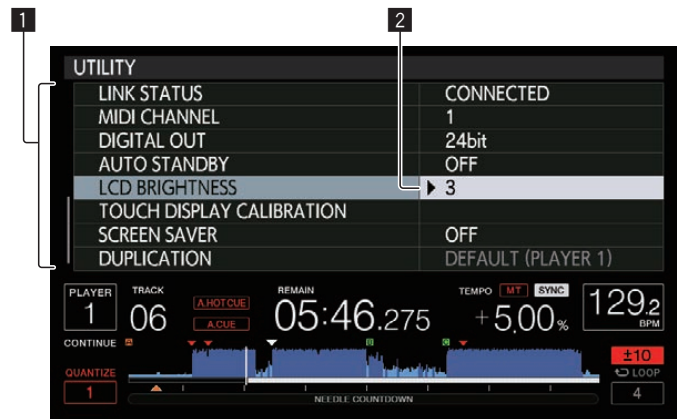 1 2
UTILITY
LINK STATUS CONNECTED
MIDI CHANNEL 1
DIGITAL OUT 24bit
AUTO STANDBY OFF
LCD BRIGHTNESS 3
TOUCH DISPLAY CALIBRATION
SCREEN SAVER OFF
DUPLICATION DEFAULT (PLAYER 1)
PLAYER TRACK REMAIN TEMPO MT SYNC
1 06 A.HOT CUE A.CUE 05:46.275 +5.00% 129.2 BPM
CONTINUE A B C
±10
QUANTIZE LOOP
1 NEEDLE COUNTDOWN 4